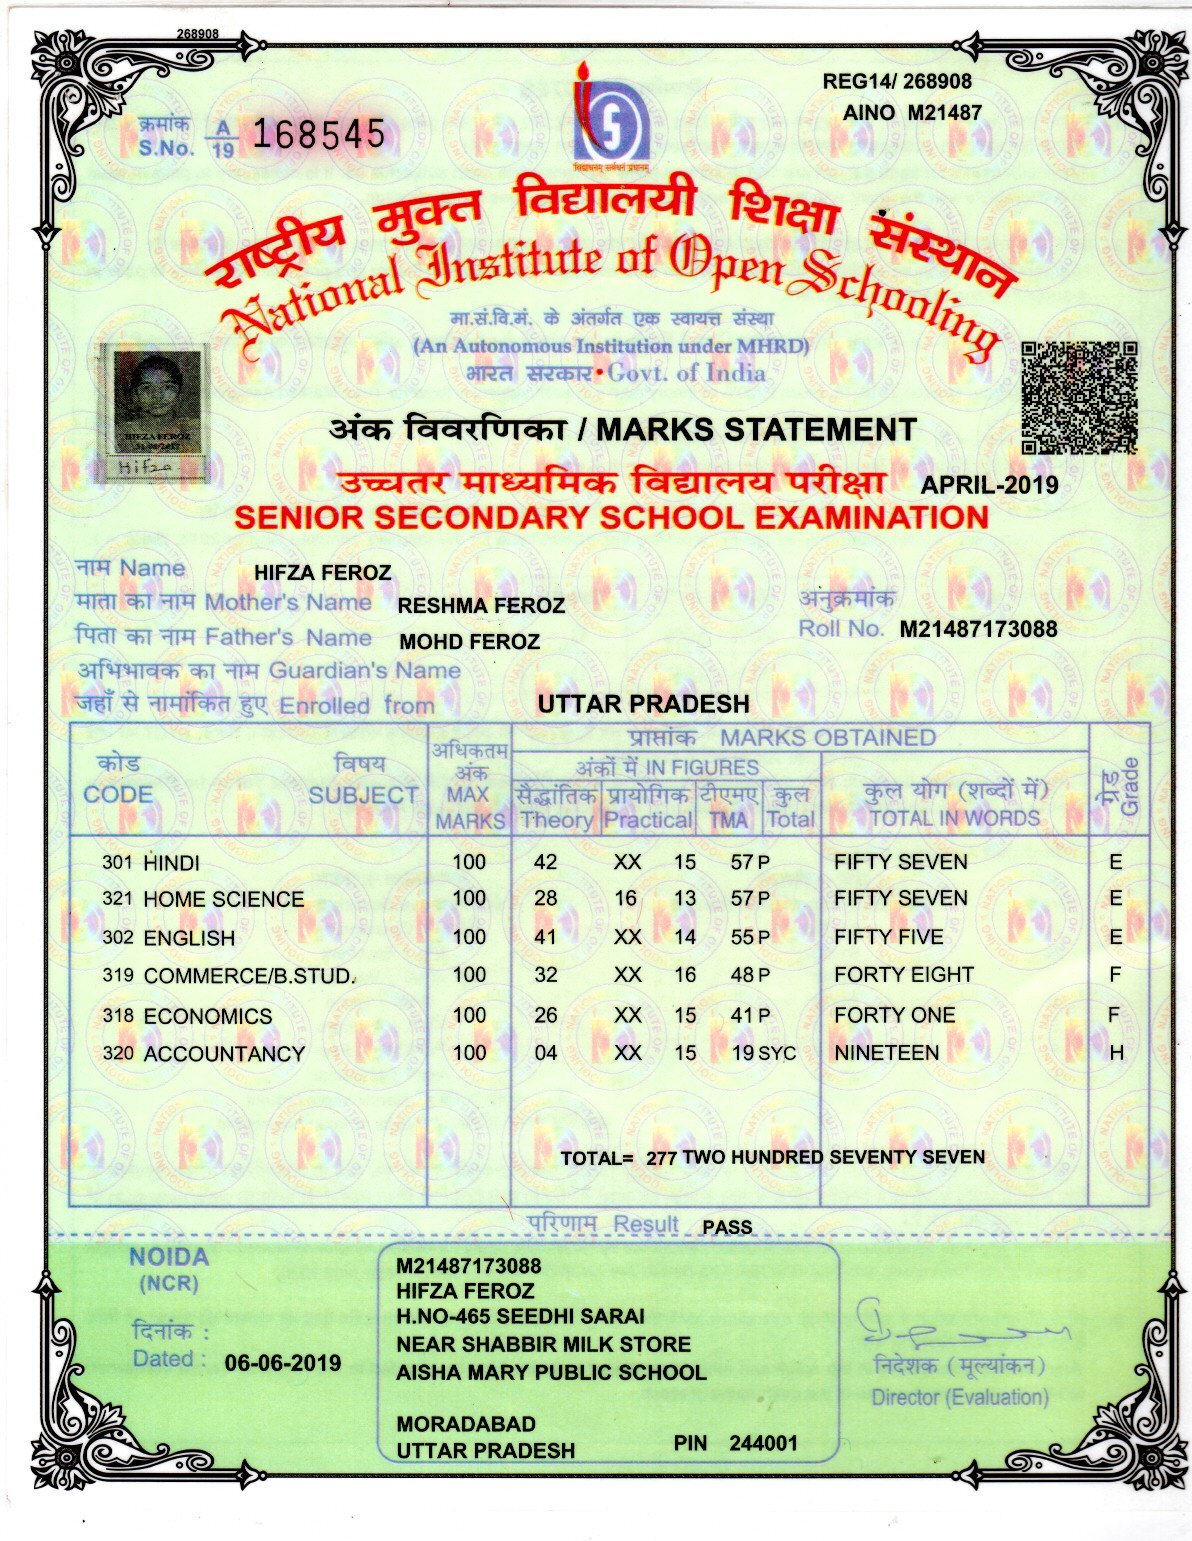 268908
REG14/ 268908
AINO M21487
क्रमांक
S.No. A/19 168545
राष्ट्रीय मुक्त विद्यालयी शिक्षा संस्थान
National Institute of Open Schooling
मा.सं.वि.मं. के अंतर्गत एक स्वायत्त संस्था
(An Autonomous Institution under MHRD)
भारत सरकार • Govt. of India
HIFZA FEROZ
Hifza
अंक विवरणिका / MARKS STATEMENT
उच्चतर माध्यमिक विद्यालय परीक्षा APRIL-2019
SENIOR SECONDARY SCHOOL EXAMINATION
नाम Name HIFZA FEROZ
माता का नाम Mother's Name RESHMA FEROZ
अनुक्रमांक
पिता का नाम Father's Name MOHD FEROZ
Roll No. M21487173088
अभिभावक का नाम Guardian's Name
जहाँ से नामांकित हुए Enrolled from UTTAR PRADESH
कोड CODE
विषय SUBJECT
अधिकतम अंक MAX MARKS
प्राप्तांक MARKS OBTAINED
अंकों में IN FIGURES
सैद्धांतिक Theory
प्रायोगिक Practical
टीएमए TMA
कुल Total
कुल योग (शब्दों में) TOTAL IN WORDS
ग्रेड Grade
301 HINDI 100 42 XX 15 57 P FIFTY SEVEN E
321 HOME SCIENCE 100 28 16 13 57 P FIFTY SEVEN E
302 ENGLISH 100 41 XX 14 55 P FIFTY FIVE E
319 COMMERCE/B.STUD. 100 32 XX 16 48 P FORTY EIGHT F
318 ECONOMICS 100 26 XX 15 41 P FORTY ONE F
320 ACCOUNTANCY 100 04 XX 15 19 SYC NINETEEN H
TOTAL= 277 TWO HUNDRED SEVENTY SEVEN
परिणाम Result PASS
NOIDA
(NCR)
दिनांक :
Dated : 06-06-2019
M21487173088
HIFZA FEROZ
H.NO-465 SEEDHI SARAI
NEAR SHABBIR MILK STORE
AISHA MARY PUBLIC SCHOOL
MORADABAD
UTTAR PRADESH PIN 244001
निदेशक (मूल्यांकन)
Director (Evaluation)